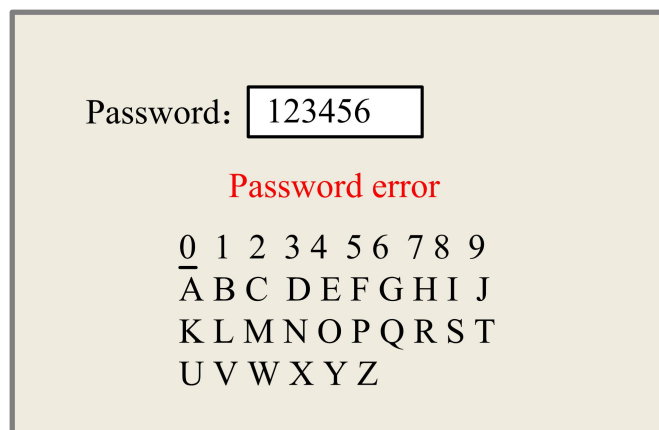 Password： 123456
Password error
0 1 2 3 4 5 6 7 8 9
A B C D E F G H I J
K L M N O P Q R S T
U V W X Y Z